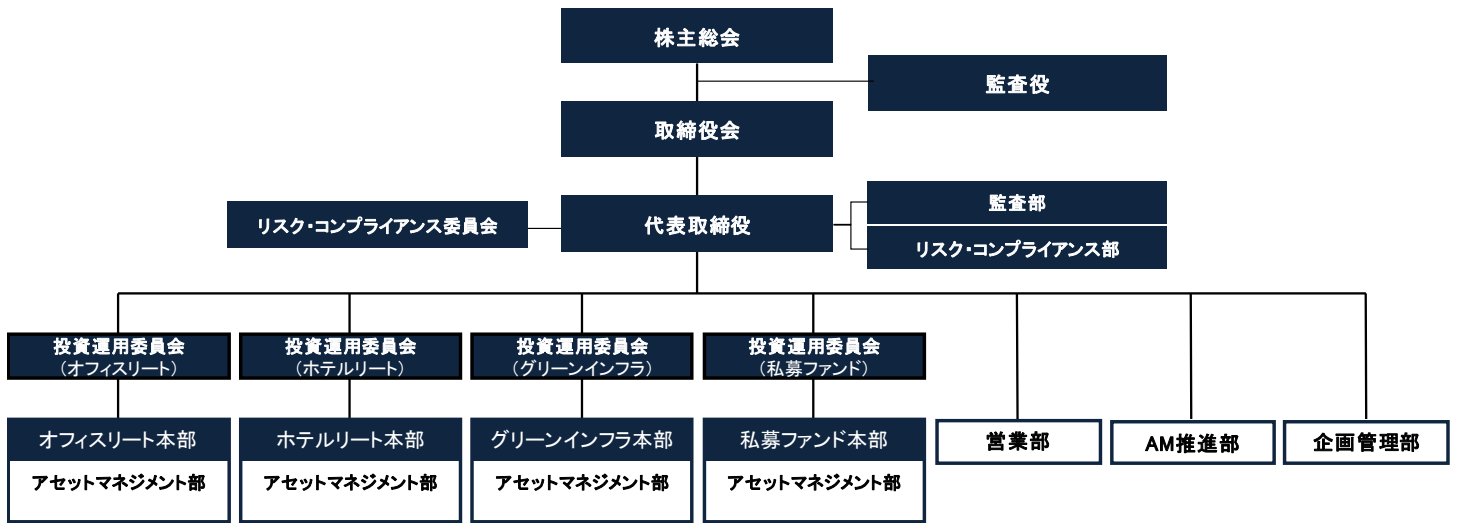 株主総会
監査役
取締役会
監査部
リスク・コンプライアンス委員会
代表取締役
リスク・コンプライアンス部
投資運用委員会
（オフィスリート）
投資運用委員会
（ホテルリート）
投資運用委員会
（グリーンインフラ）
投資運用委員会
（私募ファンド）
オフィスリート本部
アセットマネジメント部
ホテルリート本部
アセットマネジメント部
グリーンインフラ本部
アセットマネジメント部
私募ファンド本部
アセットマネジメント部
営業部
AM推進部
企画管理部